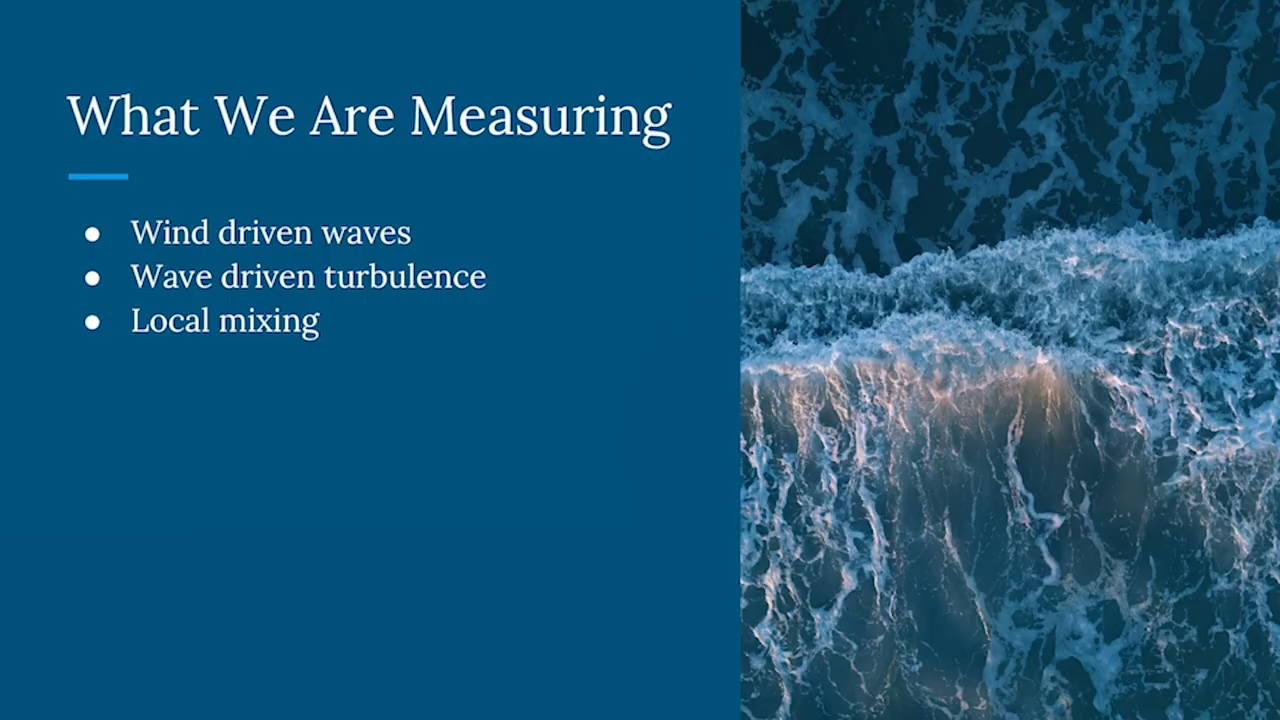 What We Are Measuring
● Wind driven waves
● Wave driven turbulence
● Local mixing